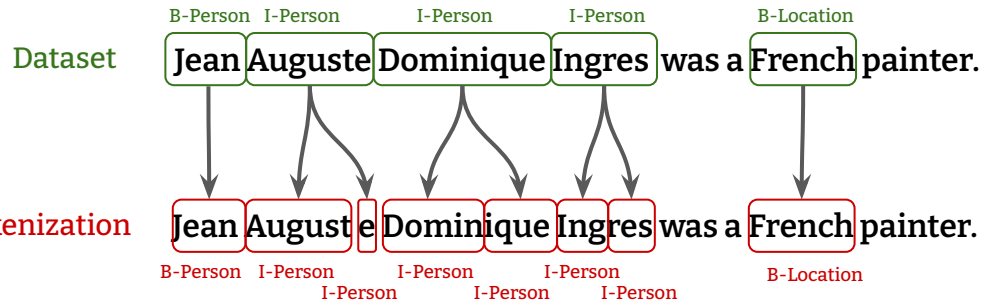 B-Person I-Person I-Person I-Person B-Location
Dataset Jean Auguste Dominique Ingres was a French painter.
kenization Jean August e Dominique Ingres was a French painter.
B-Person I-Person I-Person I-Person B-Location
I-Person I-Person I-Person